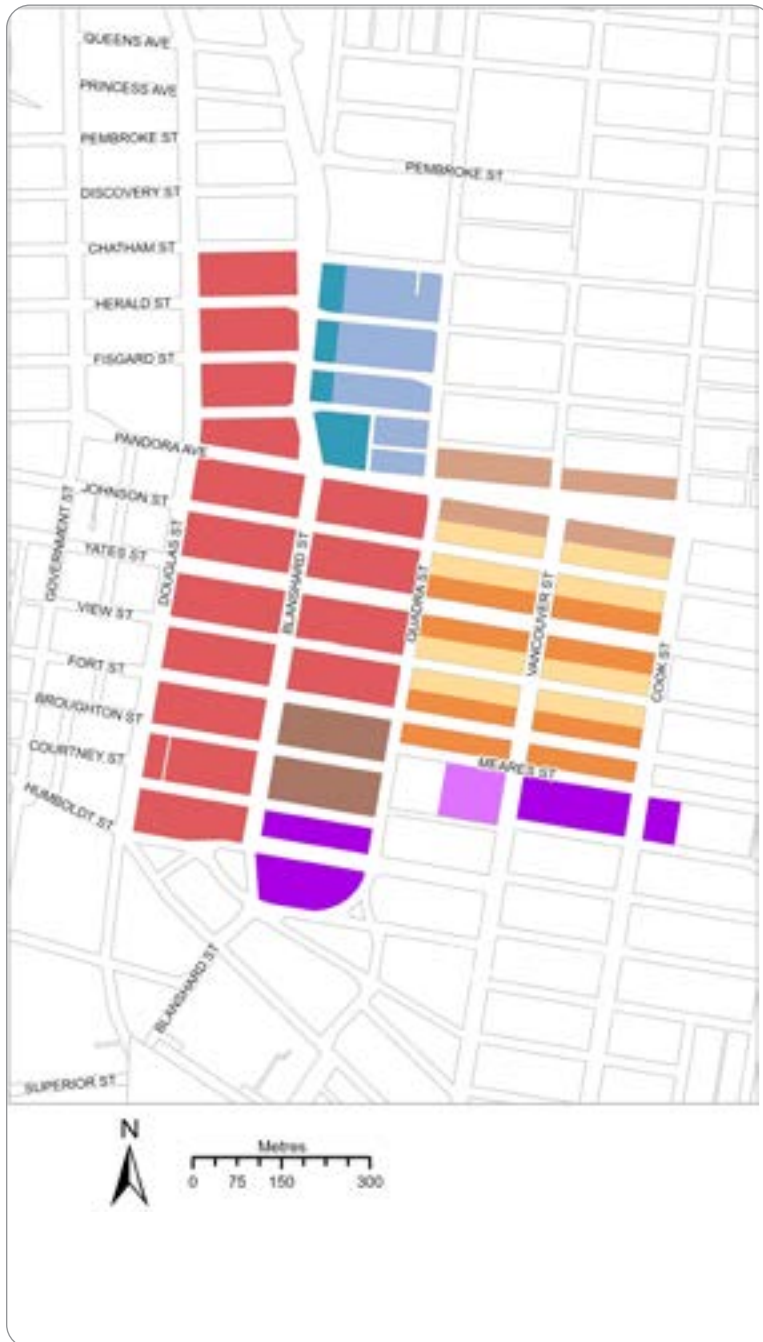 QUEENS AVE
PRINCESS AVE
PEMBROKE ST
PEMBROKE ST
DISCOVERY ST
CHATHAM ST
HERALD ST
FISGARD ST
PANDORA AVE
JOHNSON ST
GOVERNMENT ST
DOUGLAS ST
BLANSHARD ST
YATES ST
QUADRA ST
VANCOUVER ST
VIEW ST
COOK ST
FORT ST
BROUGHTON ST
COURTNEY ST
MEARES ST
HUMBOLDT ST
BLANSHARD ST
SUPERIOR ST
N
Metres
0 75 150 300